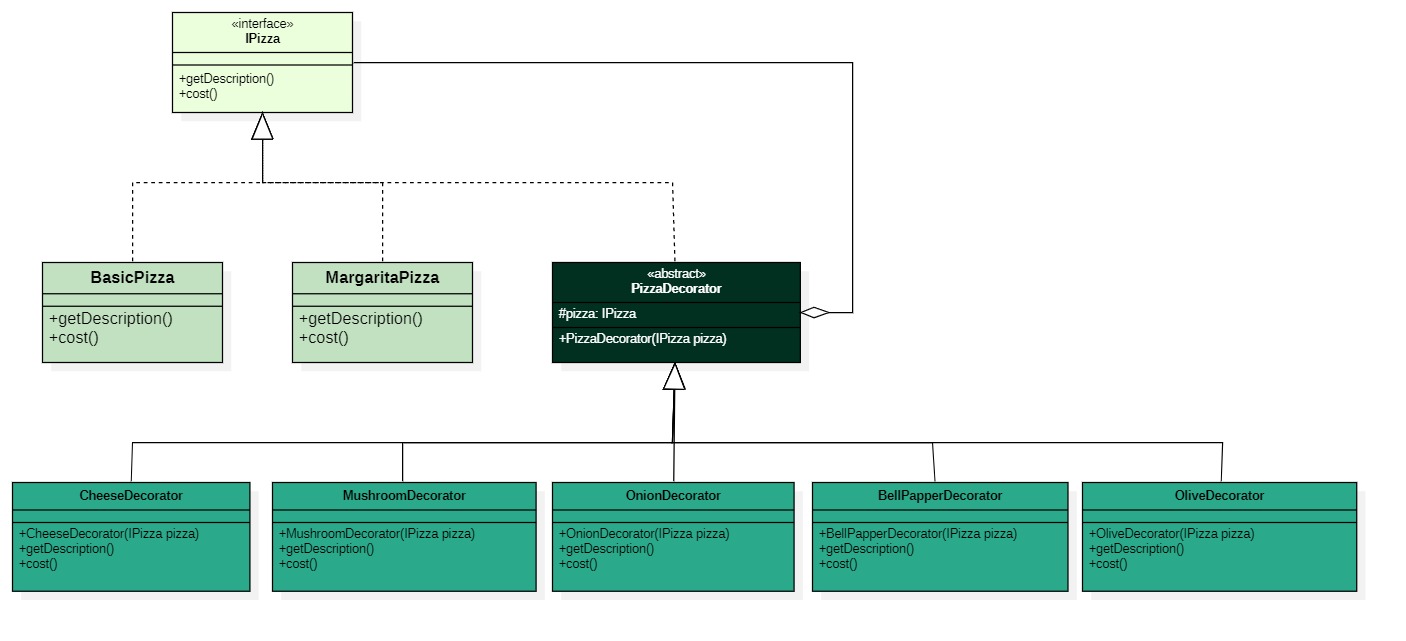 «interface»
IPizza
+getDescription()
+cost()
BasicPizza
+getDescription()
+cost()
MargaritaPizza
+getDescription()
+cost()
«abstract»
PizzaDecorator
#pizza: IPizza
+PizzaDecorator(IPizza pizza)
CheeseDecorator
+CheeseDecorator(IPizza pizza)
+getDescription()
+cost()
MushroomDecorator
+MushroomDecorator(IPizza pizza)
+getDescription()
+cost()
OnionDecorator
+OnionDecorator(IPizza pizza)
+getDescription()
+cost()
BellPapperDecorator
+BellPapperDecorator(IPizza pizza)
+getDescription()
+cost()
OliveDecorator
+OliveDecorator(IPizza pizza)
+getDescription()
+cost()